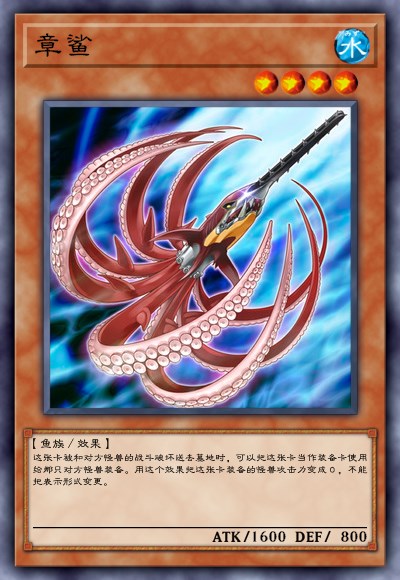 章鲨
水
【鱼族/效果】
这张卡被和对方怪兽的战斗破坏送去墓地时，可以把这张卡当作装备卡使用
给那只对方怪兽装备。用这个效果把这张卡装备的怪兽攻击力变成0，不能
把表示形式变更。
ATK/1600 DEF/ 800